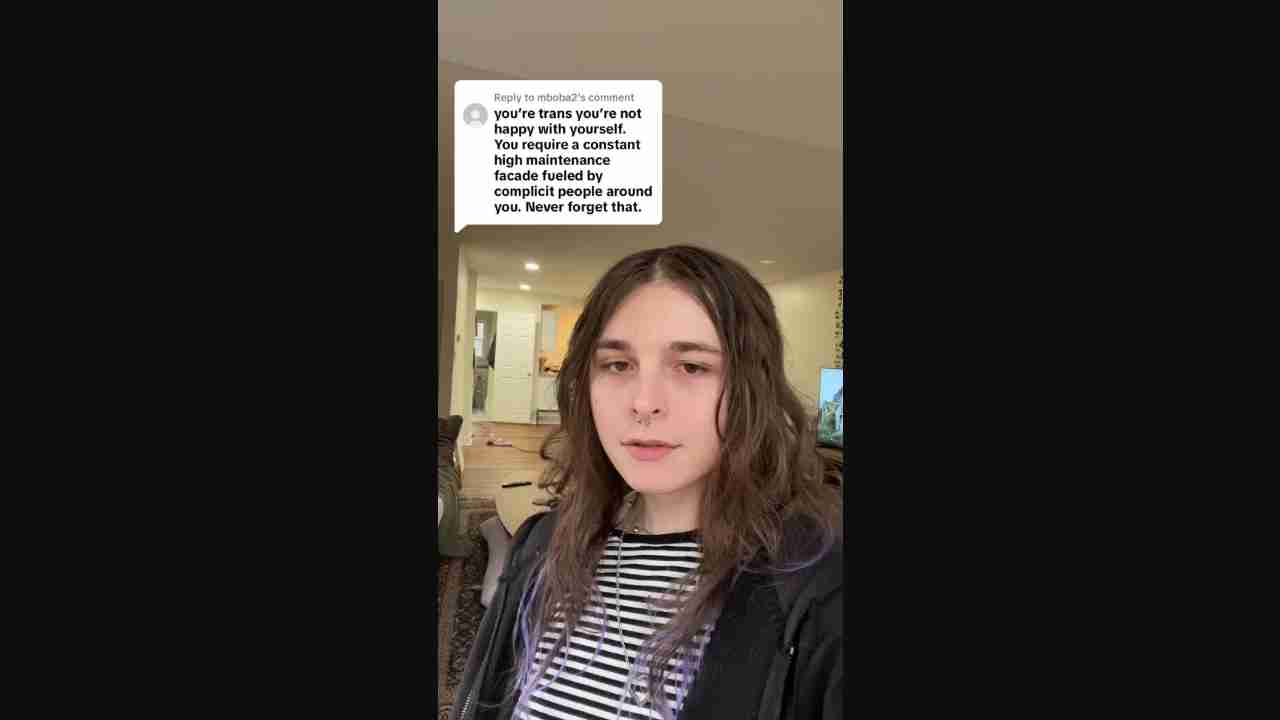 Reply to mboba2's comment
you're trans you're not
happy with yourself.
You require a constant
high maintenance
facade fueled by
complicit people around
you. Never forget that.